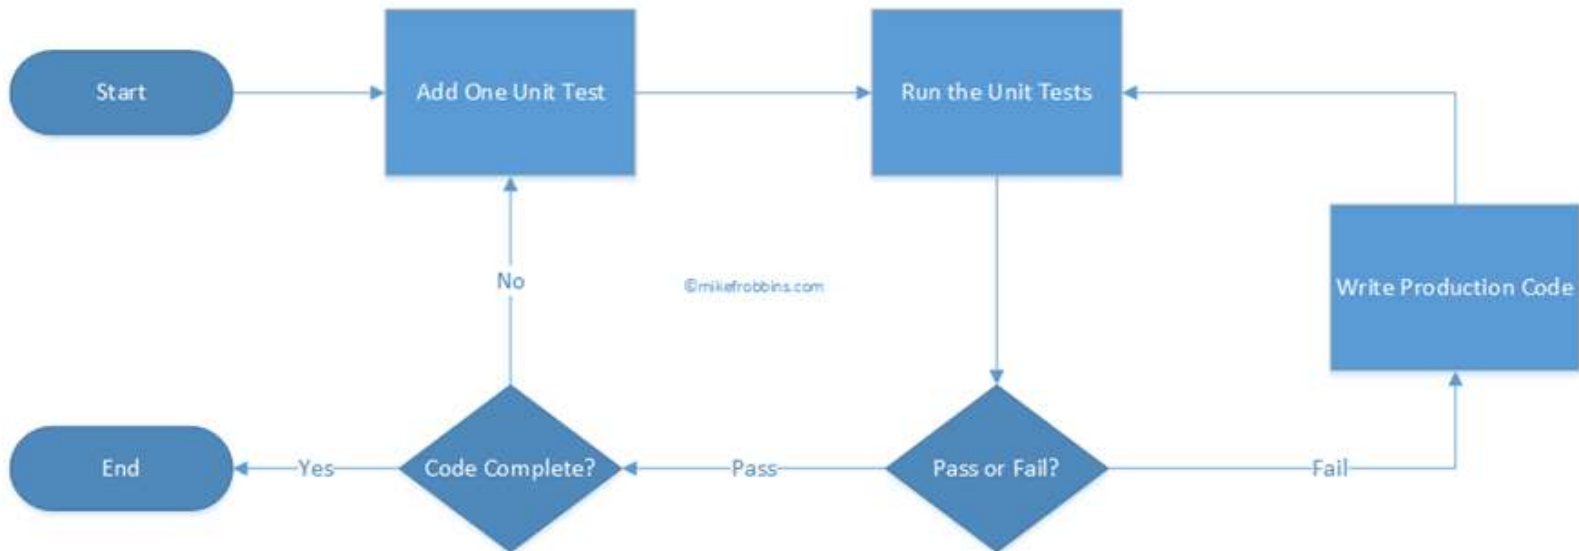 Start
Add One Unit Test
Run the Unit Tests
No
©mikefrobbins.com
Write Production Code
End
Yes
Code Complete?
Pass
Pass or Fail?
Fail